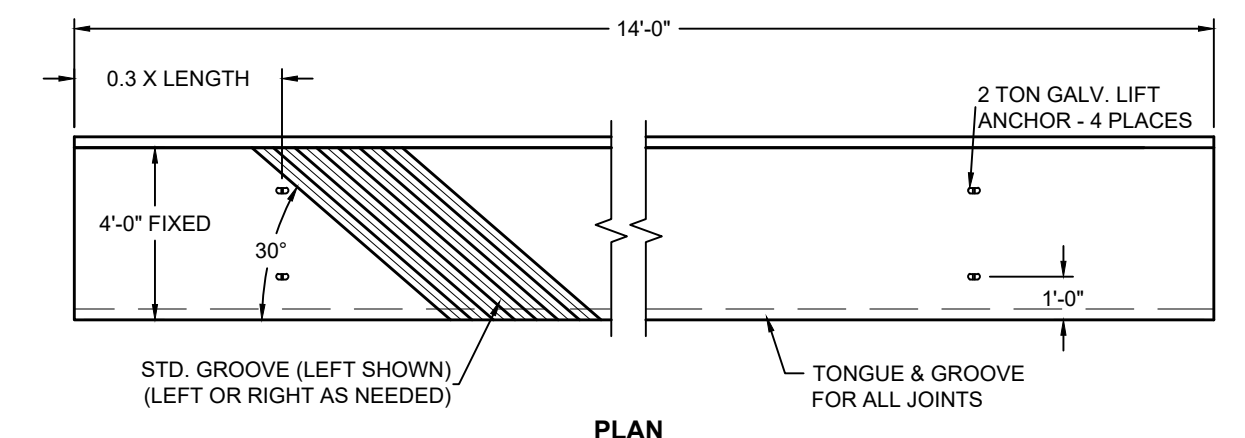 14'-0"
0.3 X LENGTH
2 TON GALV. LIFT
ANCHOR - 4 PLACES
4'-0" FIXED
30°
1'-0"
STD. GROOVE (LEFT SHOWN)
(LEFT OR RIGHT AS NEEDED)
TONGUE & GROOVE
FOR ALL JOINTS
PLAN